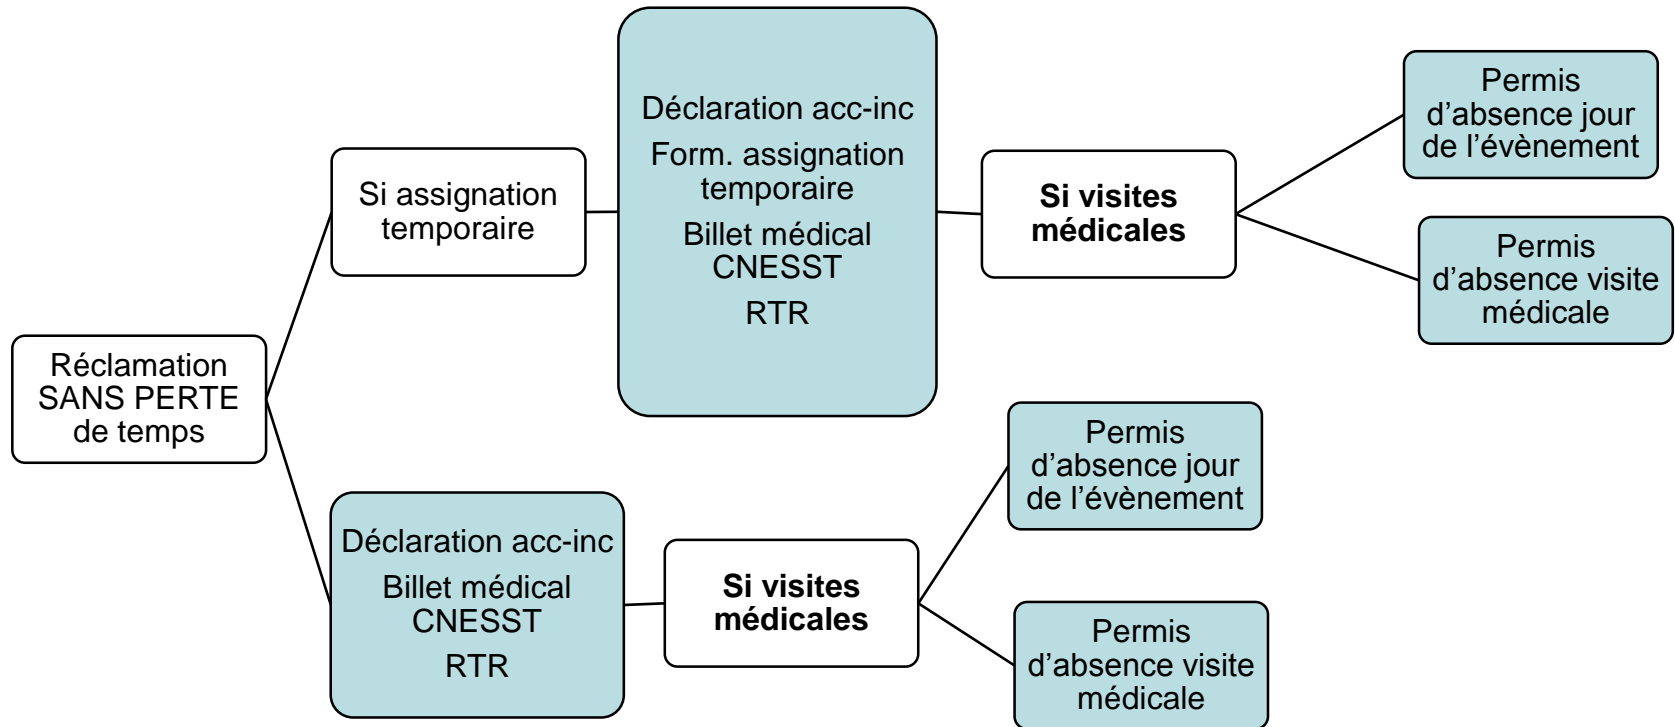 Réclamation
SANS PERTE
de temps
Si assignation
temporaire
Déclaration acc-inc
Form. assignation
temporaire
Billet médical
CNESST
RTR
Si visites
médicales
Permis
d’absence jour
de l’évènement
Permis
d’absence visite
médicale
Déclaration acc-inc
Billet médical
CNESST
RTR
Si visites
médicales
Permis
d’absence jour
de l’évènement
Permis
d’absence visite
médicale